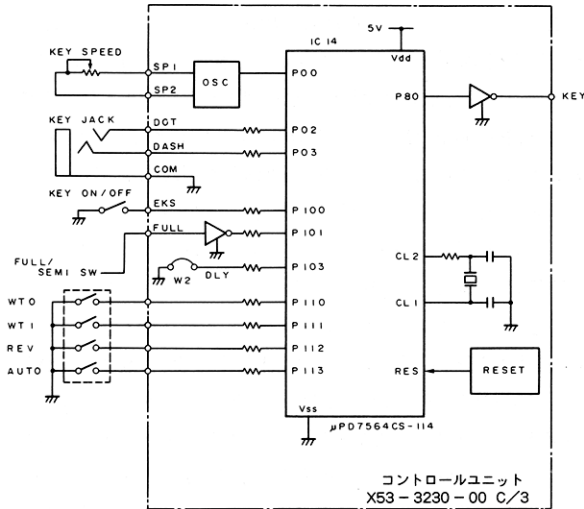 IC 14
5V
Vdd
KEY SPEED
SP1
SP2
OSC
P00
P80
KEY
KEY JACK
DOT
DASH
COM
P02
P03
KEY ON/OFF
EKS
P100
FULL
P101
FULL/
SEMI SW
W2
DLY
P103
CL2
CL1
WT0
P110
WT1
P111
REV
P112
AUTO
P113
RES
RESET
Vss
μPD7564CS-114
コントロールユニット
X53-3230-00 C/3